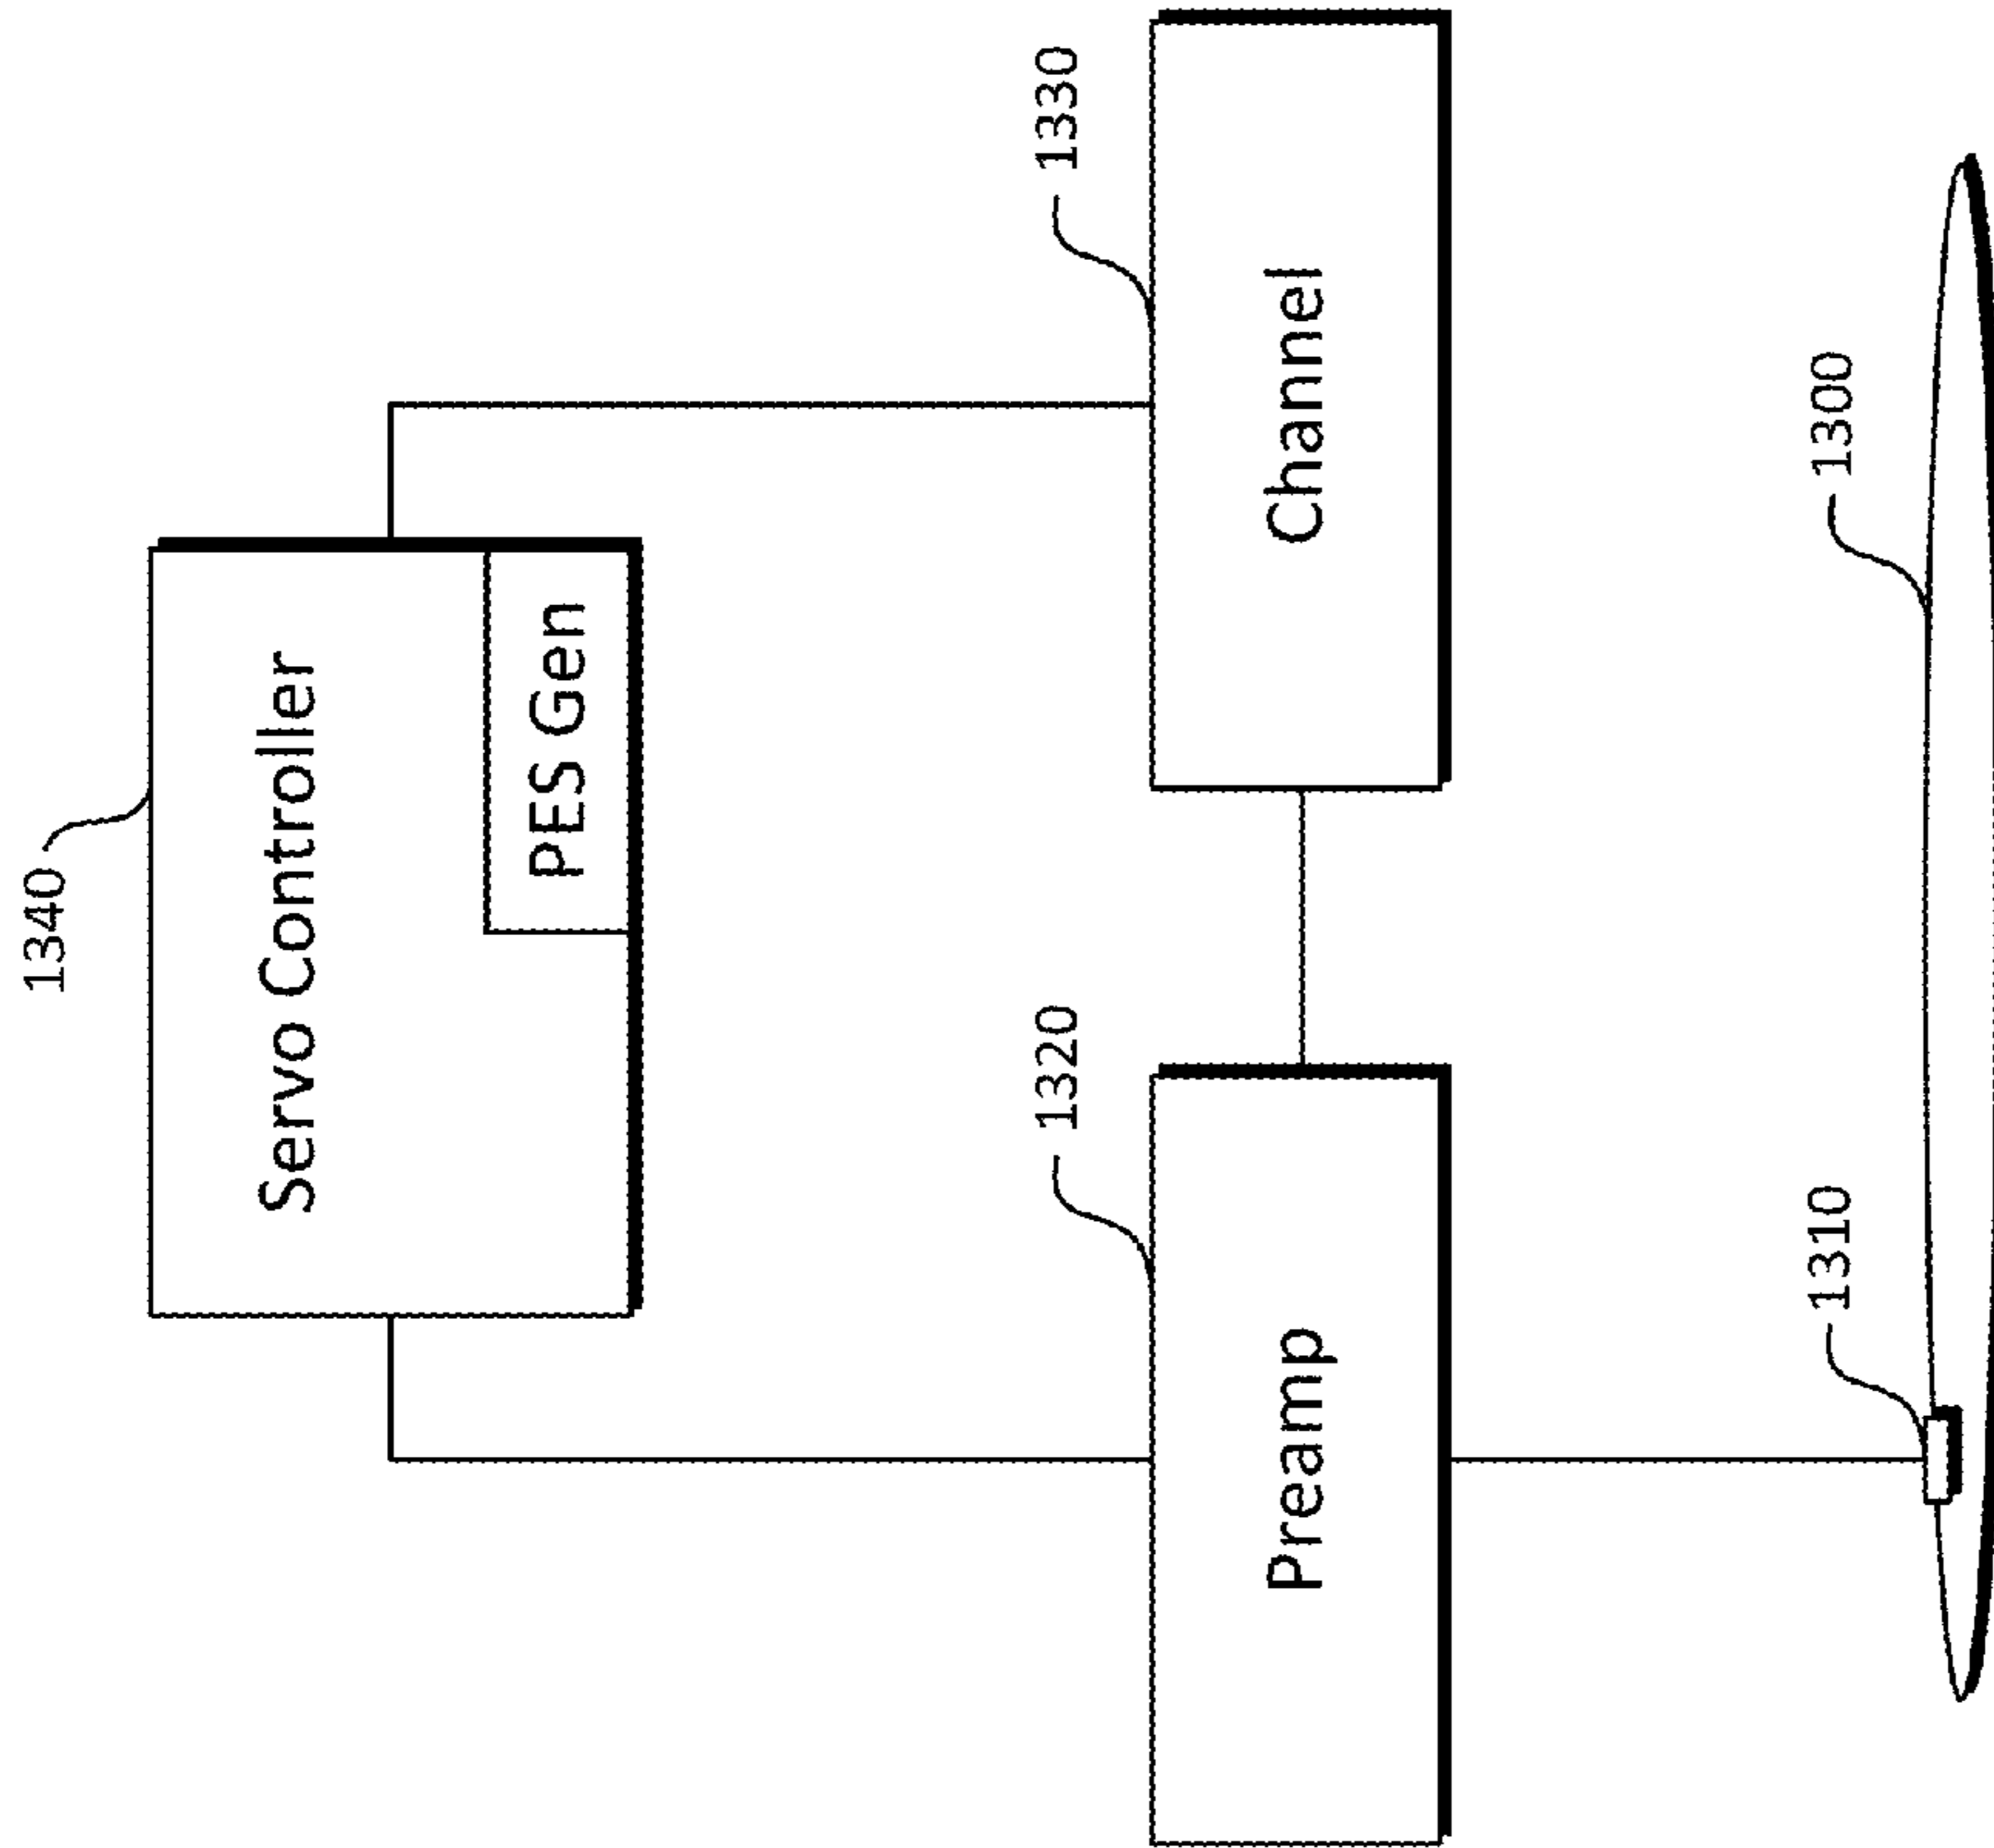 1340
Servo Controller
PES Gen
1320
1330
Preamp
Channel
1310
1300